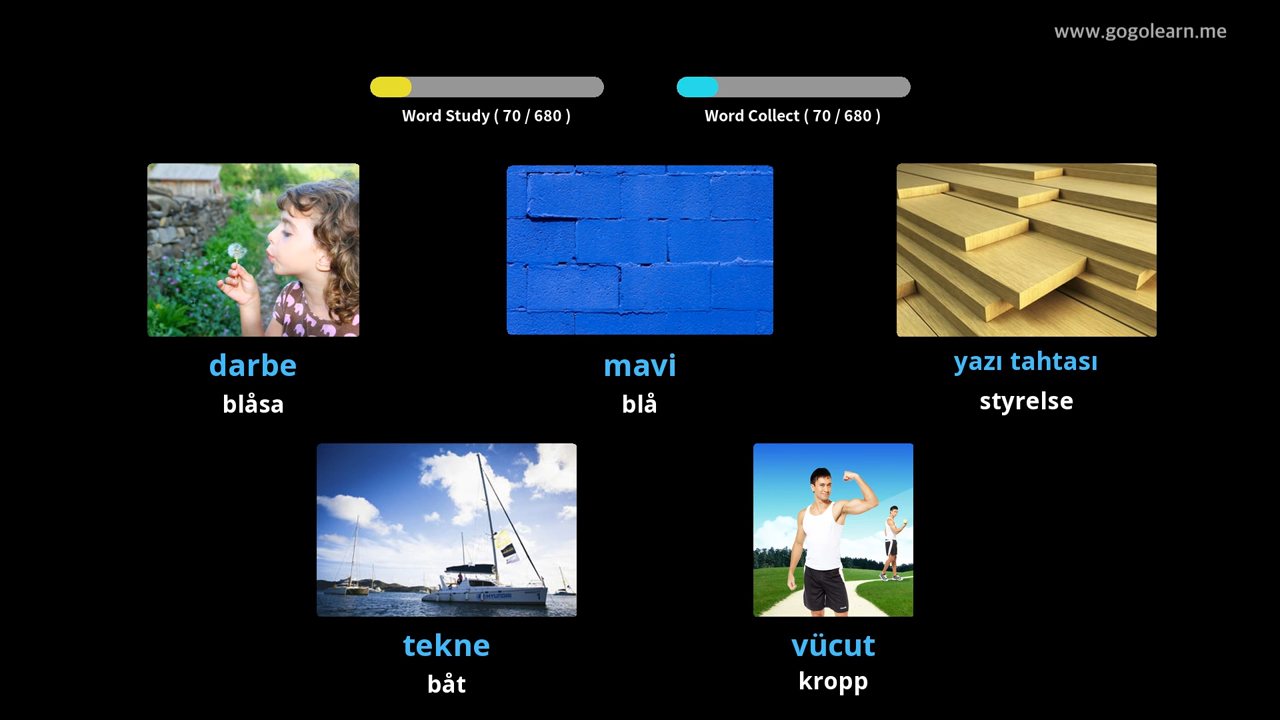 www.gogolearn.me
Word Study ( 70 / 680 )
Word Collect ( 70 / 680 )
darbe
blåsa
mavi
blå
yazı tahtası
styrelse
tekne
båt
vücut
kropp